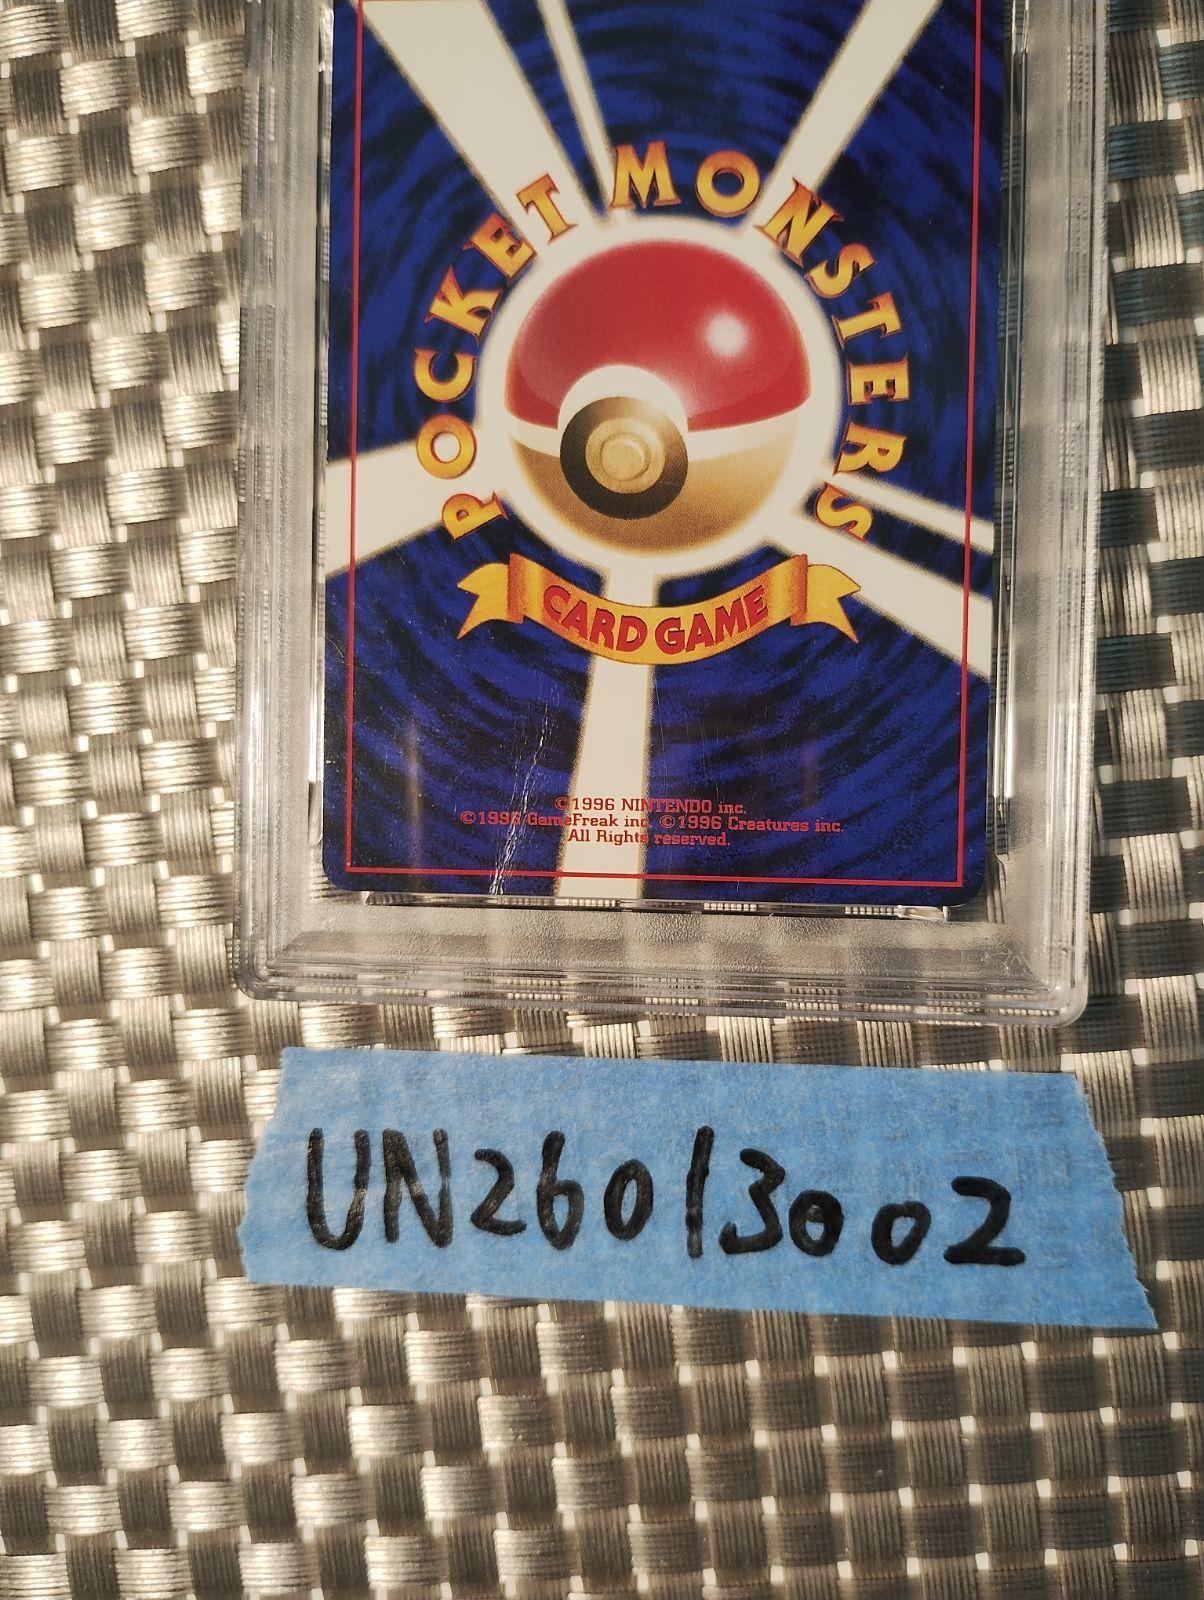 POCKET MONSTERS
CARD GAME
©1996 NINTENDO inc.
©1996 GameFreak inc. ©1996 Creatures inc.
All Rights reserved.
UN26013002